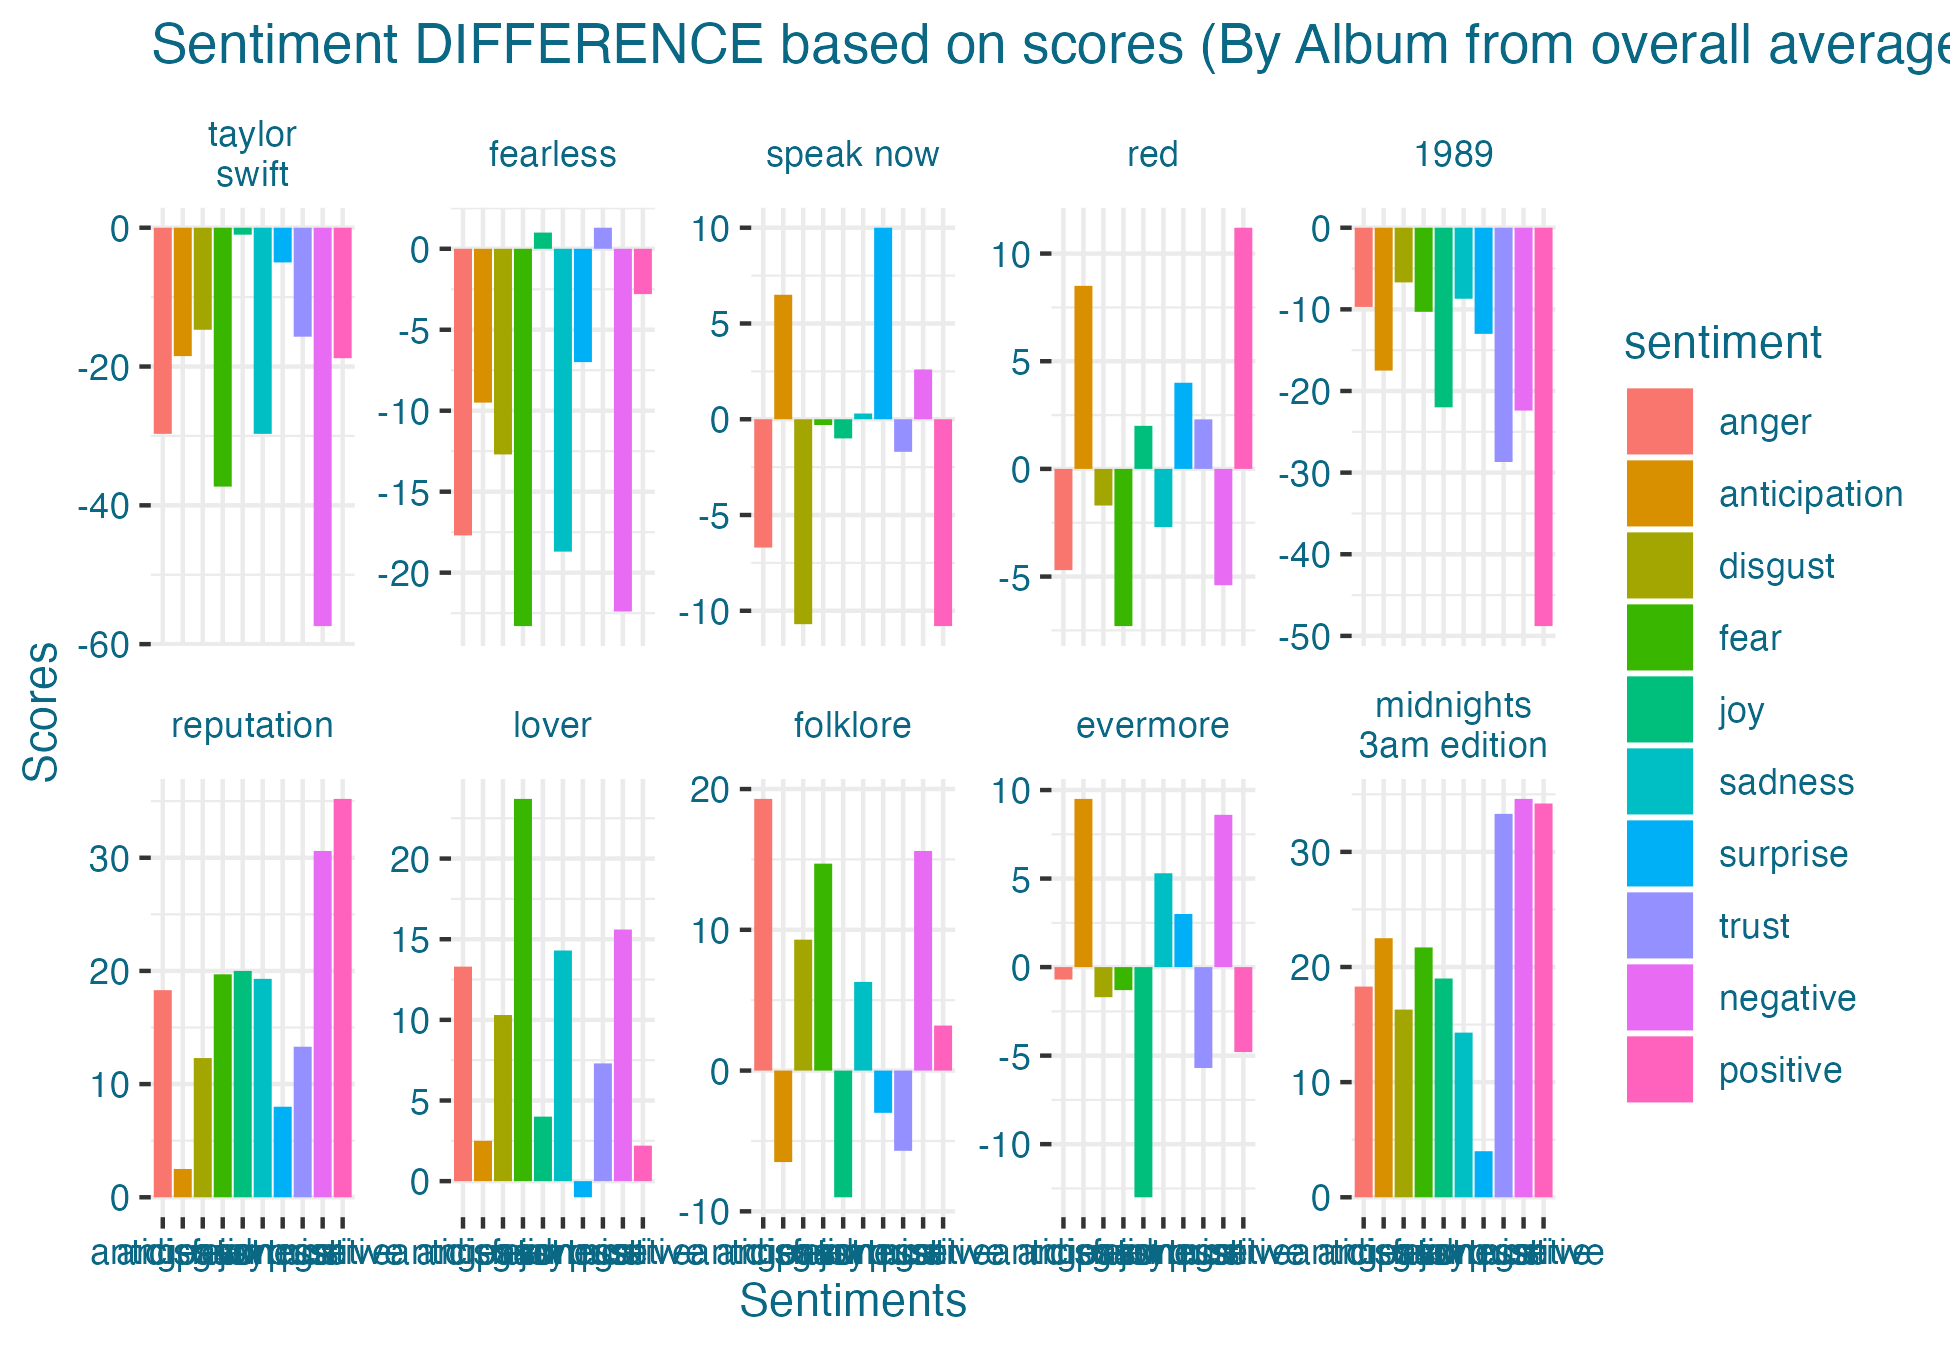 Sentiment DIFFERENCE based on scores (By Album from overall average
taylor
swift
fearless
speak now
red
1989
0
-20
-40
-60
0
-5
-10
-15
-20
10
5
0
-5
-10
10
5
0
-5
0
-10
-20
-30
-40
-50
sentiment
anger
anticipation
disgust
fear
joy
sadness
surprise
trust
negative
positive
Scores
reputation
lover
folklore
evermore
midnights
3am edition
30
20
10
0
20
15
10
5
0
20
10
0
-10
10
5
0
-5
-10
30
20
10
0
Sentiments